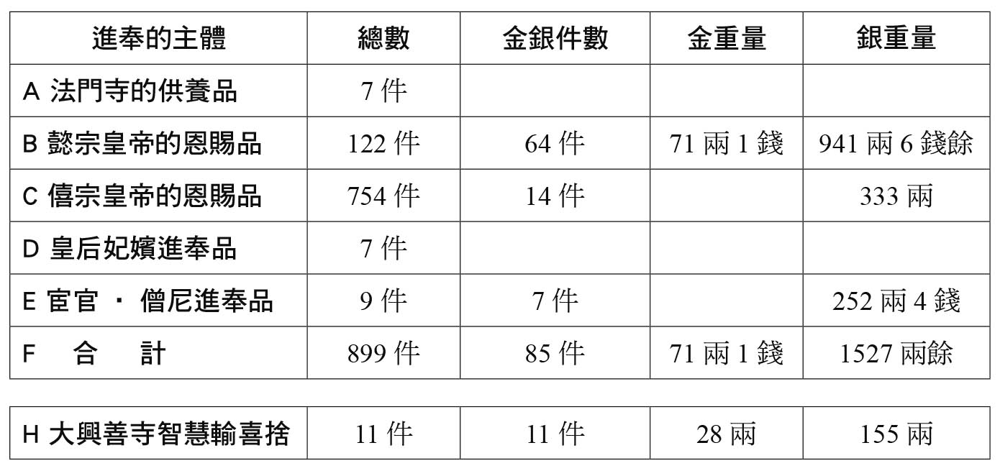 進奉的主體 總數 金銀件數 金重量 銀重量
A 法門寺的供養品 7 件
B 懿宗皇帝的恩賜品 122 件 64 件 71 兩 1 錢 941 兩 6 錢餘
C 僖宗皇帝的恩賜品 754 件 14 件 333 兩
D 皇后妃嬪進奉品 7 件
E 宦官 · 僧尼進奉品 9 件 7 件 252 兩 4 錢
F 合 計 899 件 85 件 71 兩 1 錢 1527 兩餘
H 大興善寺智慧輸喜捨 11 件 11 件 28 兩 155 兩